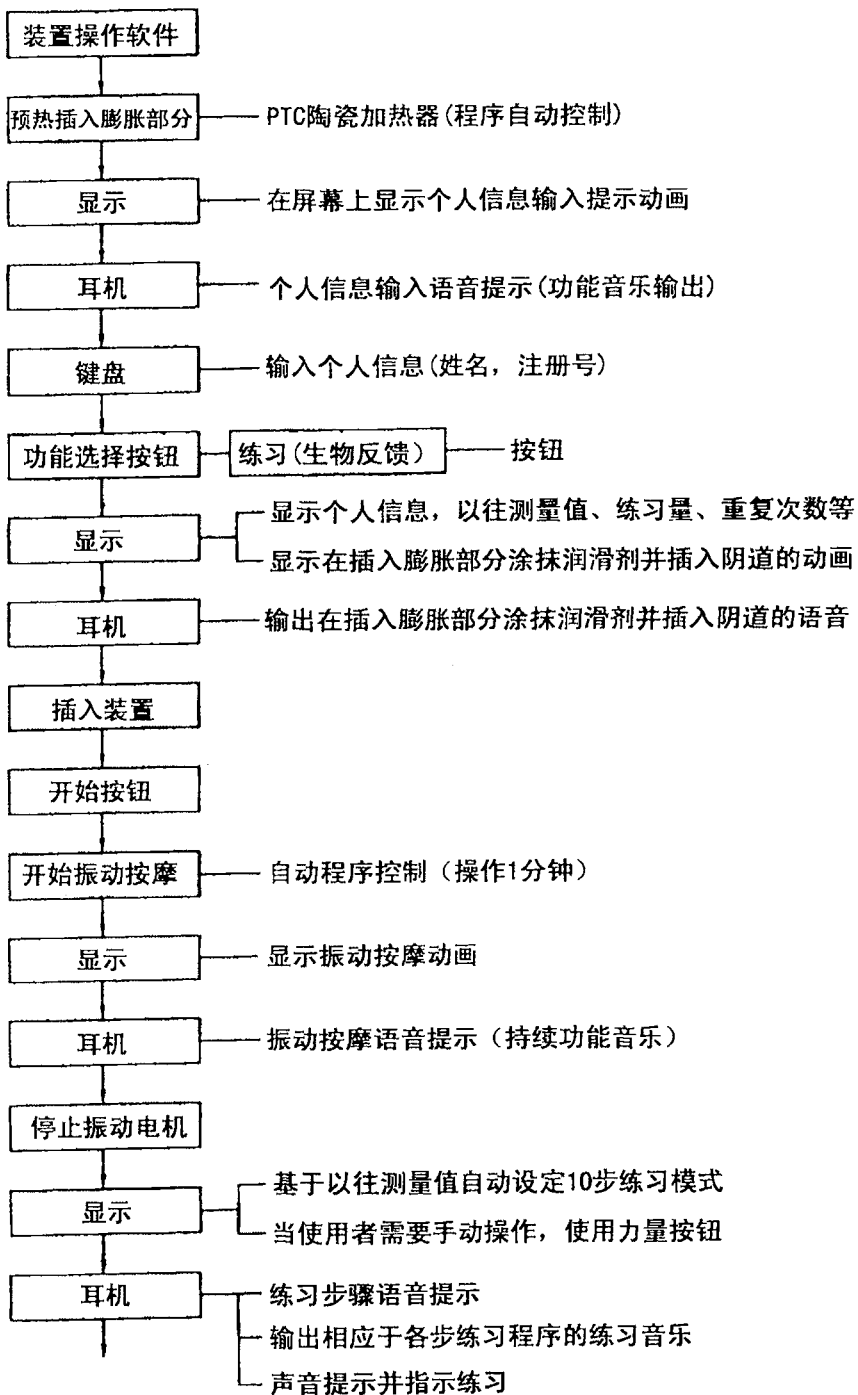 装置操作软件
预热插入膨胀部分
PTC陶瓷加热器(程序自动控制)
显示
在屏幕上显示个人信息输入提示动画
耳机
个人信息输入语音提示(功能音乐输出)
键盘
输入个人信息(姓名，注册号)
功能选择按钮
练习(生物反馈)
按钮
显示
显示个人信息，以往测量值、练习量、重复次数等
显示在插入膨胀部分涂抹润滑剂并插入阴道的动画
耳机
输出在插入膨胀部分涂抹润滑剂并插入阴道的语音
插入装置
开始按钮
开始振动按摩
自动程序控制（操作1分钟）
显示
显示振动按摩动画
耳机
振动按摩语音提示（持续功能音乐）
停止振动电机
显示
基于以往测量值自动设定10步练习模式
当使用者需要手动操作，使用力量按钮
耳机
练习步骤语音提示
输出相应于各步练习程序的练习音乐
声音提示并指示练习